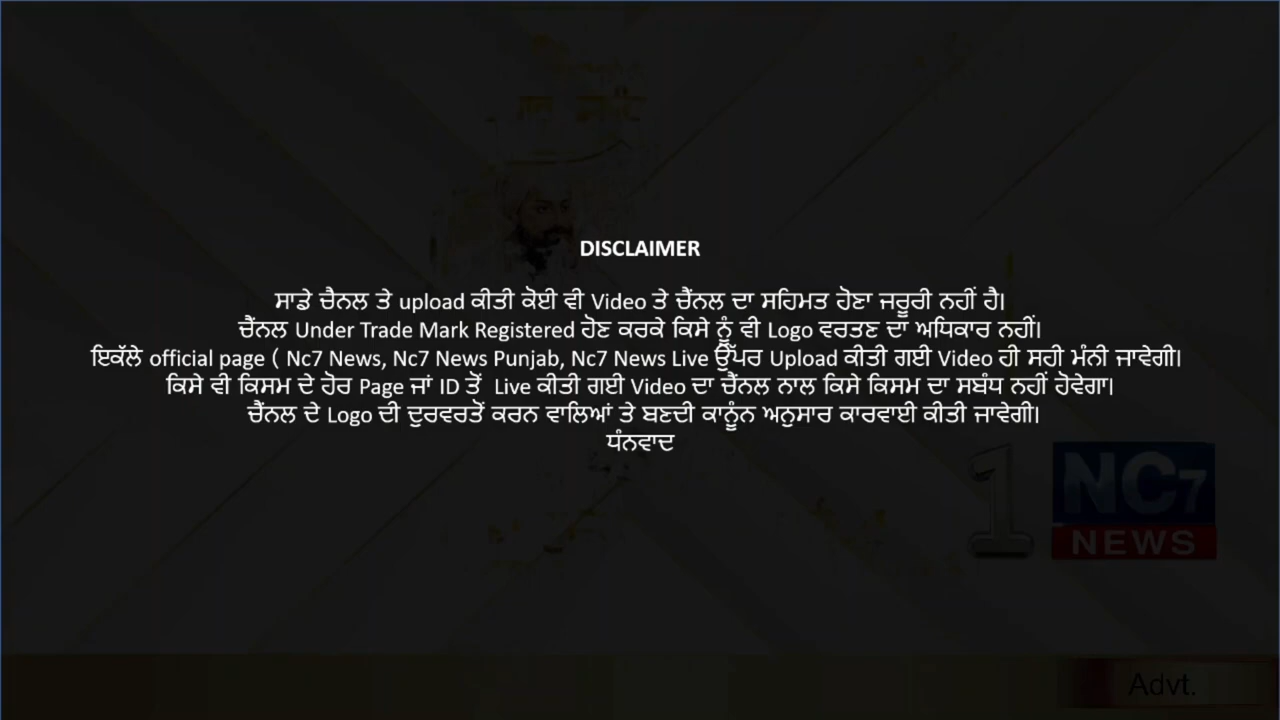 DISCLAIMER
ਸਾਡੇ ਚੈਨਲ ਤੇ upload ਕੀਤੀ ਕੋਈ ਵੀ Video ਤੇ ਚੈੱਨਲ ਦਾ ਸਹਿਮਤ ਹੋਣਾ ਜਰੂਰੀ ਨਹੀਂ ਹੈ।
ਚੈੱਨਲ Under Trade Mark Registered ਹੋਣ ਕਰਕੇ ਕਿਸੇ ਨੂੰ ਵੀ Logo ਵਰਤਣ ਦਾ ਅਧਿਕਾਰ ਨਹੀਂ।
ਇਕੱਲੇ official page ( Nc7 News, Nc7 News Punjab, Nc7 News Live ਉੱਪਰ Upload ਕੀਤੀ ਗਈ Video ਹੀ ਸਹੀ ਮੰਨੀ ਜਾਵੇਗੀ।
ਕਿਸੇ ਵੀ ਕਿਸਮ ਦੇ ਹੋਰ Page ਜਾਂ ID ਤੋਂ Live ਕੀਤੀ ਗਈ Video ਦਾ ਚੈੱਨਲ ਨਾਲ ਕਿਸੇ ਕਿਸਮ ਦਾ ਸਬੰਧ ਨਹੀਂ ਹੋਵੇਗਾ।
ਚੈੱਨਲ ਦੇ Logo ਦੀ ਦੁਰਵਰਤੋਂ ਕਰਨ ਵਾਲਿਆਂ ਤੇ ਬਣਦੀ ਕਾਨੂੰਨ ਅਨੁਸਾਰ ਕਾਰਵਾਈ ਕੀਤੀ ਜਾਵੇਗੀ।
ਧੰਨਵਾਦ
1 NC7
NEWS
Advt.